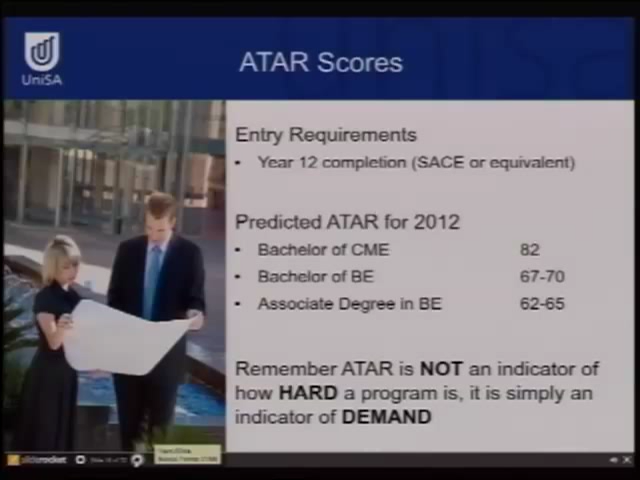 UniSA
ATAR Scores
Entry Requirements
• Year 12 completion (SACE or equivalent)
Predicted ATAR for 2012
• Bachelor of CME 82
• Bachelor of BE 67-70
• Associate Degree in BE 62-65
Remember ATAR is NOT an indicator of
how HARD a program is, it is simply an
indicator of DEMAND
sliderocket